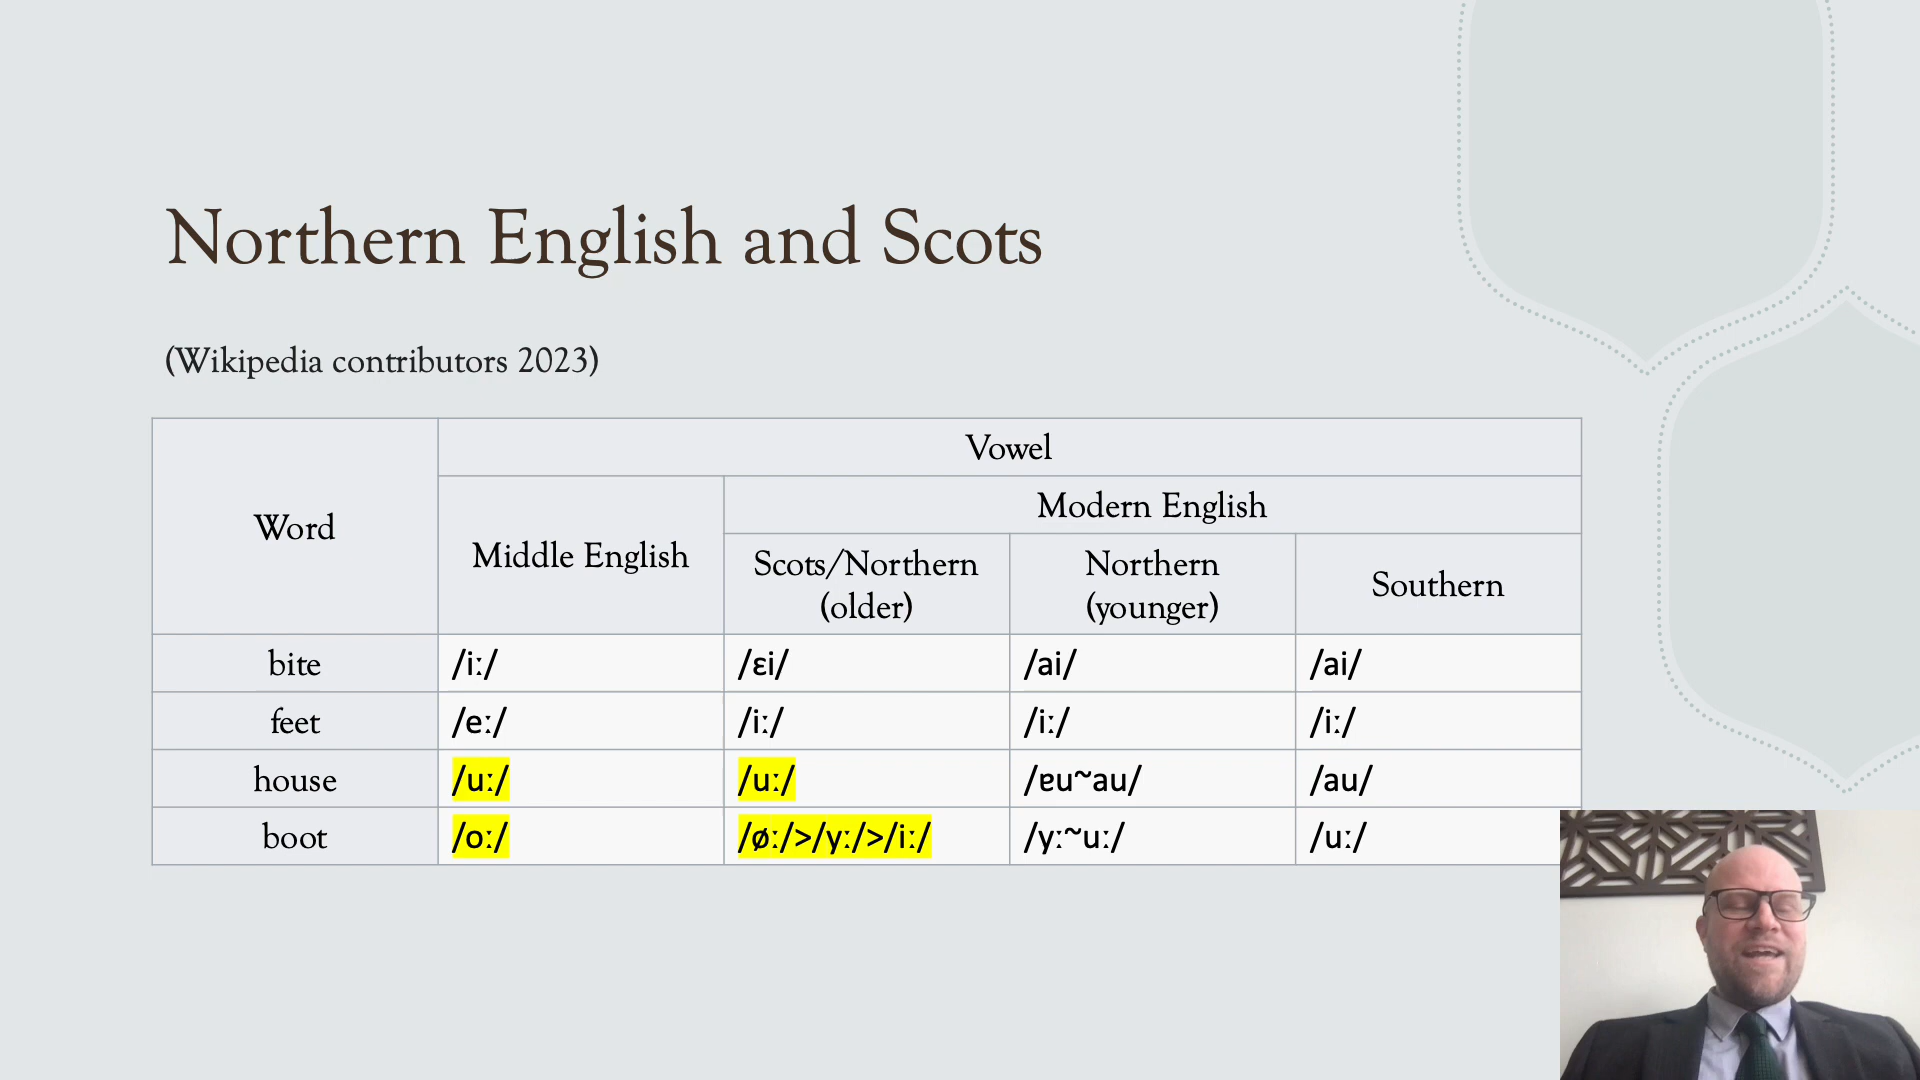 Northern English and Scots
(Wikipedia contributors 2023)
Word
Vowel
Middle English
Modern English
Scots/Northern
(older)
Northern
(younger)
Southern
bite /iː/ /ɛi/ /ai/ /ai/
feet /eː/ /iː/ /iː/ /iː/
house /uː/ /uː/ /ɐu~au/ /au/
boot /oː/ /øː/>/yː/>/iː/ /yː~uː/ /uː/